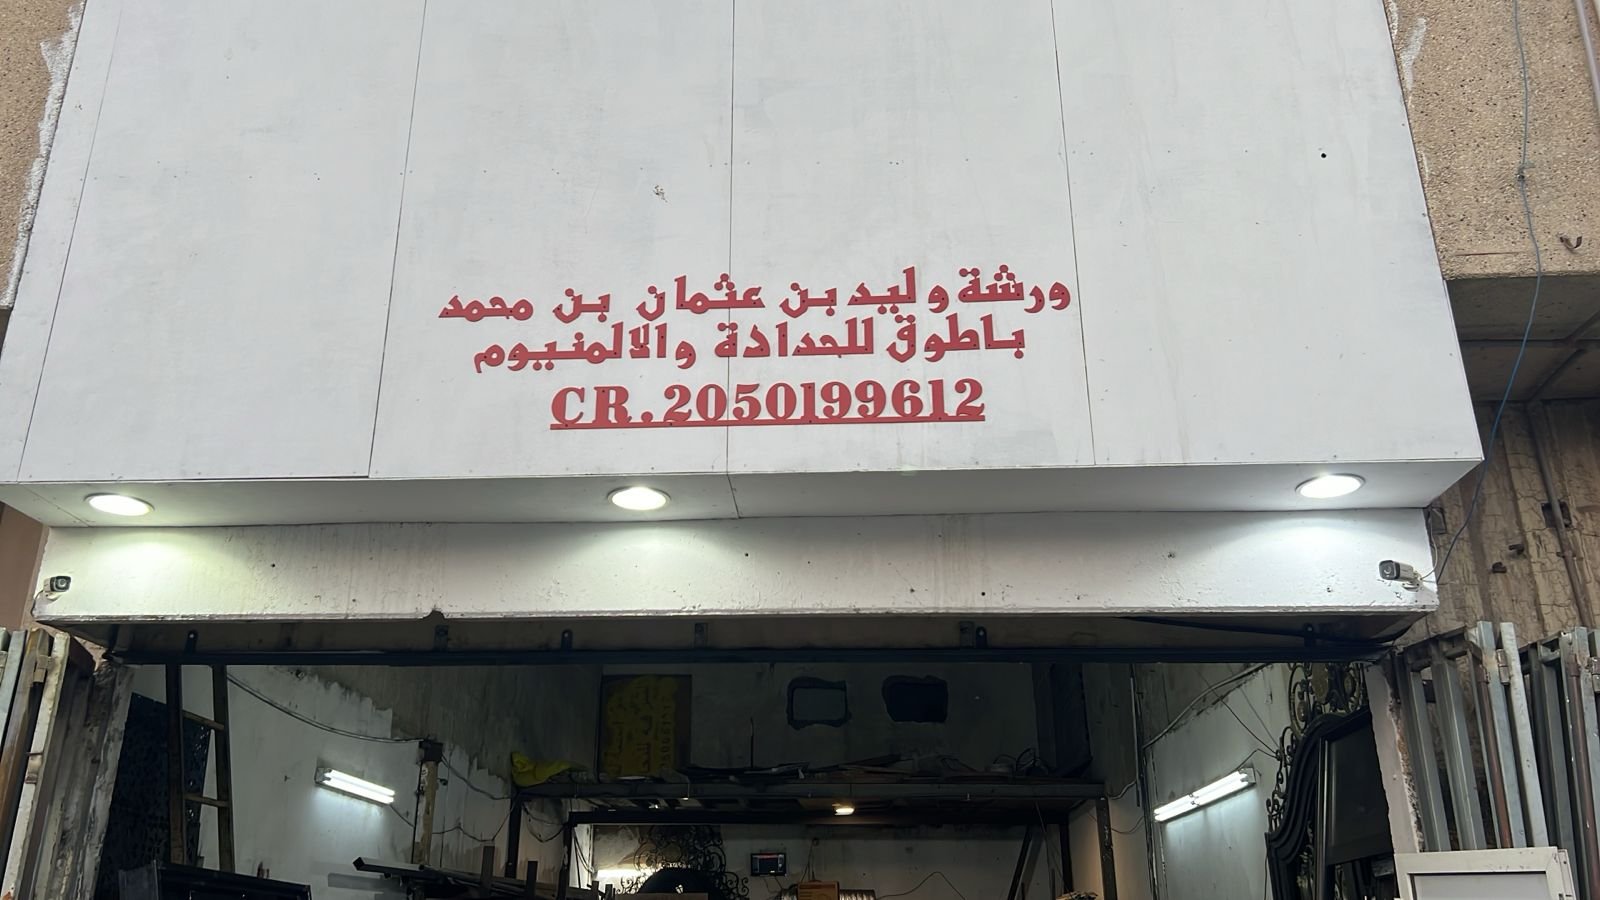 ورشة وليد بن عثمان بن محمد
باطوق للحدادة والالمنيوم
CR.2050199612